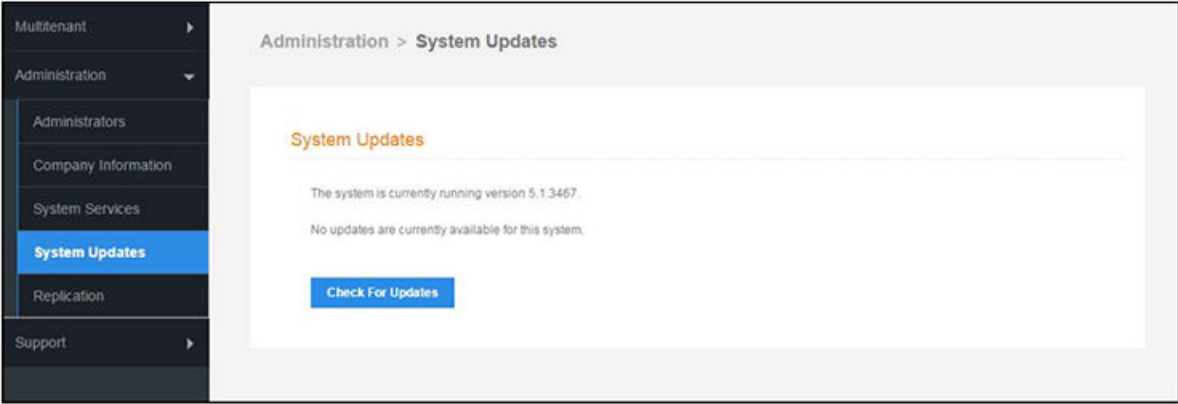 Multitenant
Administration
Administrators
Company Information
System Services
System Updates
Replication
Support
Administration > System Updates
System Updates
The system is currently running version 5.1.3467.
No updates are currently available for this system.
Check For Updates